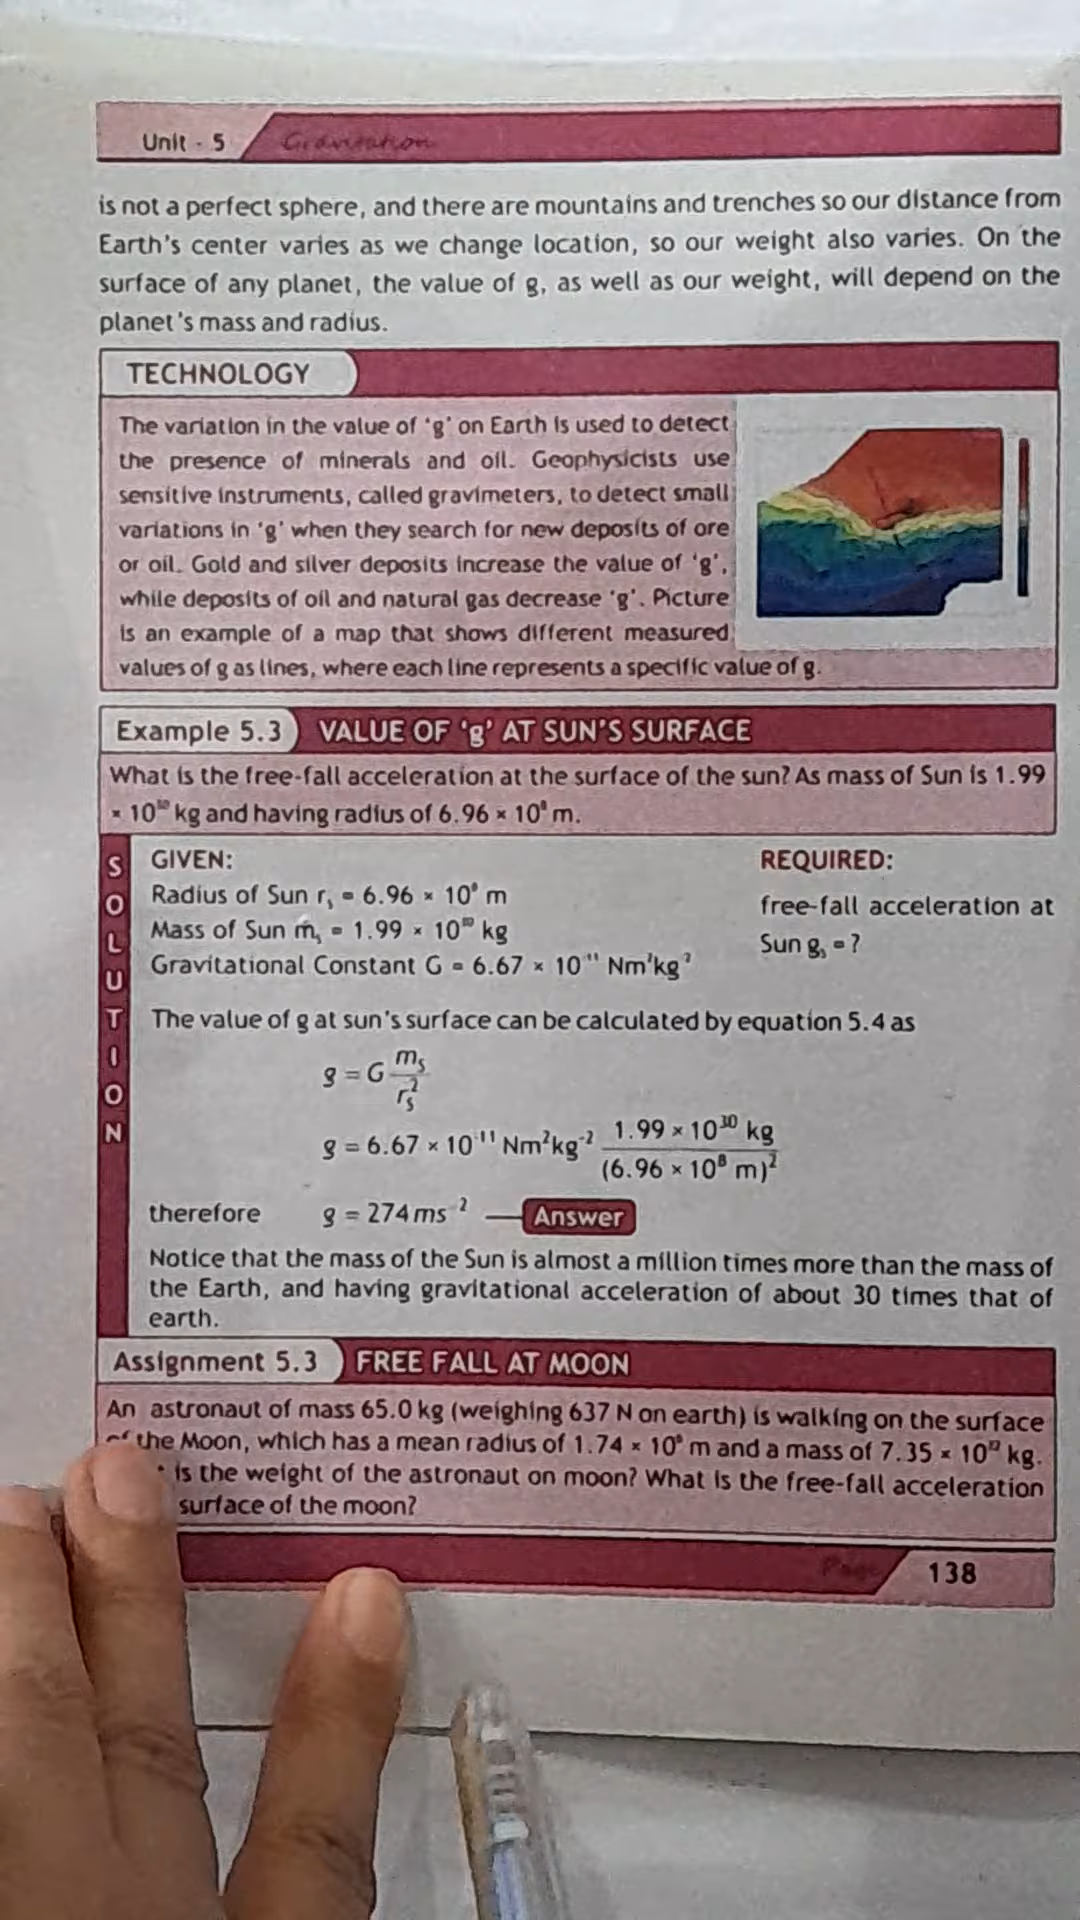 Unit - 5 Gravitation
is not a perfect sphere, and there are mountains and trenches so our distance from
Earth's center varies as we change location, so our weight also varies. On the
surface of any planet, the value of g, as well as our weight, will depend on the
planet's mass and radius.
TECHNOLOGY
The variation in the value of 'g' on Earth is used to detect
the presence of minerals and oil. Geophysicists use
sensitive instruments, called gravimeters, to detect small
variations in 'g' when they search for new deposits of ore
or oil. Gold and silver deposits increase the value of 'g',
while deposits of oil and natural gas decrease 'g'. Picture
is an example of a map that shows different measured
values of g as lines, where each line represents a specific value of g.
Example 5.3 VALUE OF 'g' AT SUN'S SURFACE
What is the free-fall acceleration at the surface of the sun? As mass of Sun is 1.99
× 10³⁰ kg and having radius of 6.96 × 10⁸ m.
SOLUTION
GIVEN:
Radius of Sun rₛ = 6.96 × 10⁸ m
Mass of Sun mₛ = 1.99 × 10³⁰ kg
Gravitational Constant G = 6.67 × 10⁻¹¹ Nm²kg⁻²
REQUIRED:
free-fall acceleration at
Sun gₛ = ?
The value of g at sun's surface can be calculated by equation 5.4 as
g = G mₛ / rₛ²
g = 6.67 × 10⁻¹¹ Nm²kg⁻² 1.99 × 10³⁰ kg / (6.96 × 10⁸ m)²
therefore g = 274 ms⁻² — Answer
Notice that the mass of the Sun is almost a million times more than the mass of
the Earth, and having gravitational acceleration of about 30 times that of
earth.
Assignment 5.3 FREE FALL AT MOON
An astronaut of mass 65.0 kg (weighing 637 N on earth) is walking on the surface
of the Moon, which has a mean radius of 1.74 × 10⁶ m and a mass of 7.35 × 10²² kg.
is the weight of the astronaut on moon? What is the free-fall acceleration
surface of the moon?
Page 138